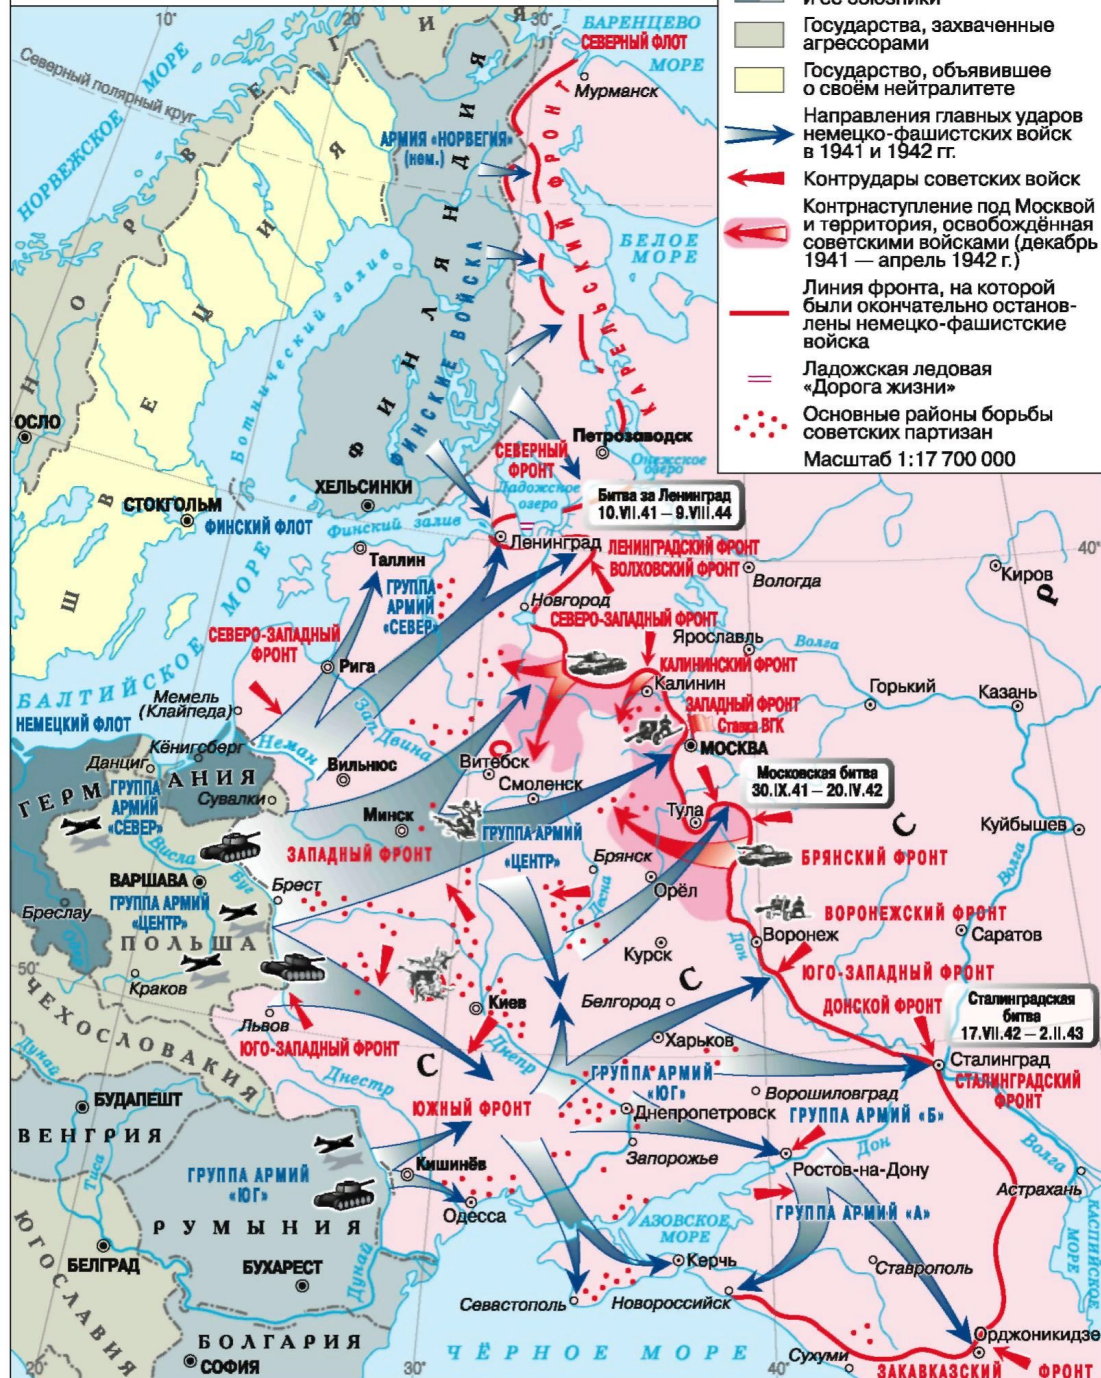 и её союзники
Государства, захваченные
агрессорами
Государство, объявившее
о своём нейтралитете
Направления главных ударов
немецко-фашистских войск
в 1941 и 1942 гг.
Контрудары советских войск
Контрнаступление под Москвой
и территория, освобождённая
советскими войсками (декабрь
1941 — апрель 1942 г.)
Линия фронта, на которой
были окончательно останов-
лены немецко-фашистские
войска
Ладожская ледовая
«Дорога жизни»
Основные районы борьбы
советских партизан
Масштаб 1:17 700 000
10°
20°
30°
БАРЕНЦЕВО
МОРЕ
СЕВЕРНЫЙ ФЛОТ
Мурманск
Северный полярный круг
НОРВЕЖСКОЕ МОРЕ
НОРВЕГИЯ
АРМИЯ «НОРВЕГИЯ»
(нем.)
КАРЕЛЬСКИЙ ФРОНТ
БЕЛОЕ
МОРЕ
ШВЕЦИЯ
Ботнический залив
ФИНЛЯНДИЯ
ФИНСКИЕ ВОЙСКА
ОСЛО
СТОКГОЛЬМ
ХЕЛЬСИНКИ
ФИНСКИЙ ФЛОТ
Финский залив
СЕВЕРНЫЙ
ФРОНТ
Петрозаводск
Онежское
озеро
Ладожское
озеро
Битва за Ленинград
10.VII.41 – 9.VIII.44
Ленинград
ЛЕНИНГРАДСКИЙ ФРОНТ
ВОЛХОВСКИЙ ФРОНТ
Вологда
40°
Киров
Р
Таллин
ГРУППА
АРМИЙ
«СЕВЕР»
Новгород
СЕВЕРО-ЗАПАДНЫЙ ФРОНТ
СЕВЕРО-ЗАПАДНЫЙ
ФРОНТ
Рига
Ярославль
Волга
КАЛИНИНСКИЙ ФРОНТ
Калинин
ЗАПАДНЫЙ ФРОНТ
Ставка ВГК
МОСКВА
Горький
Казань
БАЛТИЙСКОЕ МОРЕ
НЕМЕЦКИЙ ФЛОТ
Мемель
(Клайпеда)
Неман
Зап. Двина
С
Витебск
Смоленск
Кёнигсберг
Данциг
ГЕРМАНИЯ
Сувалки
Вильнюс
Минск
ГРУППА
АРМИЙ
«СЕВЕР»
Висла
ЗАПАДНЫЙ ФРОНТ
ГРУППА АРМИЙ
«ЦЕНТР»
Московская битва
30.IX.41 – 20.IV.42
Тула
С
Куйбышев
Волга
БРЯНСКИЙ ФРОНТ
Брянск
Орёл
Десна
ВАРШАВА
Буг
Брест
ГРУППА АРМИЙ
«ЦЕНТР»
Бреслау
Одер
ПОЛЬША
Краков
50°
ВОРОНЕЖСКИЙ ФРОНТ
Воронеж
Дон
Саратов
Курск
С
ЮГО-ЗАПАДНЫЙ ФРОНТ
Белгород
ДОНСКОЙ ФРОНТ
Сталинградская
битва
17.VII.42 – 2.II.43
ЧЕХОСЛОВАКИЯ
Львов
ЮГО-ЗАПАДНЫЙ ФРОНТ
Киев
Днепр
Харьков
Сталинград
СТАЛИНГРАДСКИЙ
ФРОНТ
С
Дунай
Днестр
ГРУППА АРМИЙ
«ЮГ»
Ворошиловград
ЮЖНЫЙ ФРОНТ
Днепропетровск
ГРУППА АРМИЙ «Б»
БУДАПЕШТ
ВЕНГРИЯ
Тиса
Запорожье
Дон
Волга
Ростов-на-Дону
Астрахань
ГРУППА АРМИЙ
«ЮГ»
Кишинёв
Одесса
РУМЫНИЯ
ГРУППА АРМИЙ «А»
АЗОВСКОЕ
МОРЕ
КАСПИЙСКОЕ
МОРЕ
ЮГОСЛАВИЯ
БЕЛГРАД
БУХАРЕСТ
Дунай
Керчь
Ставрополь
Севастополь
Новороссийск
БОЛГАРИЯ
СОФИЯ
20°
30°
ЧЁРНОЕ МОРЕ
40°
Сухуми
Орджоникидзе
ЗАКАВКАЗСКИЙ ФРОНТ